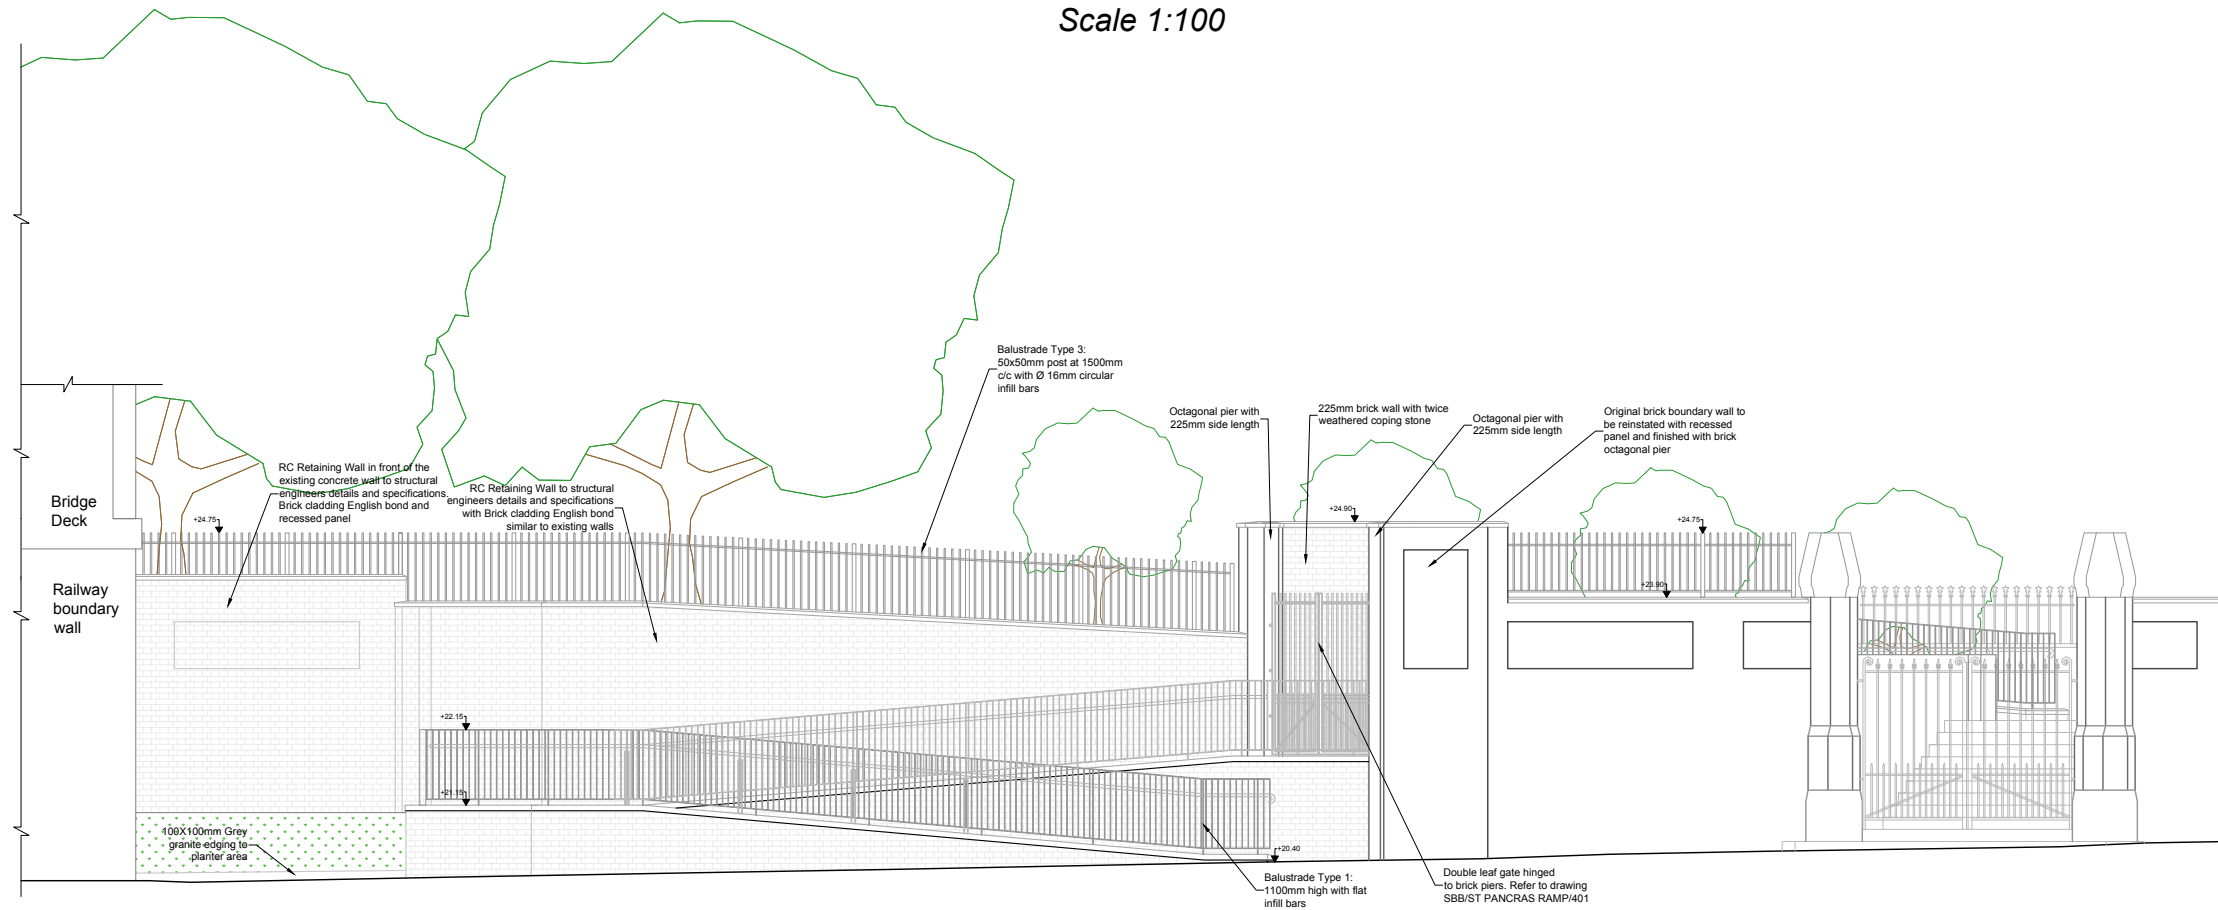 Scale 1:100
Balustrade Type 3:
50x50mm post at 1500mm
c/c with Ø 16mm circular
infill bars
Octagonal pier with
225mm side length
225mm brick wall with twice
weathered coping stone
Octagonal pier with
225mm side length
Original brick boundary wall to
be reinstated with recessed
panel and finished with brick
octagonal pier
RC Retaining Wall in front of the
existing concrete wall to structural
engineers details and specifications.
Brick cladding English bond and
recessed panel
RC Retaining Wall to structural
engineers details and specifications
with Brick cladding English bond
similar to existing walls
Bridge
Deck
+24.75
+24.90
+24.75
+23.90
Railway
boundary
wall
+22.15
+21.15
100X100mm Grey
granite edging to
planter area
+20.40
Balustrade Type 1:
1100mm high with flat
infill bars
Double leaf gate hinged
to brick piers. Refer to drawing
SBB/ST PANCRAS RAMP/401